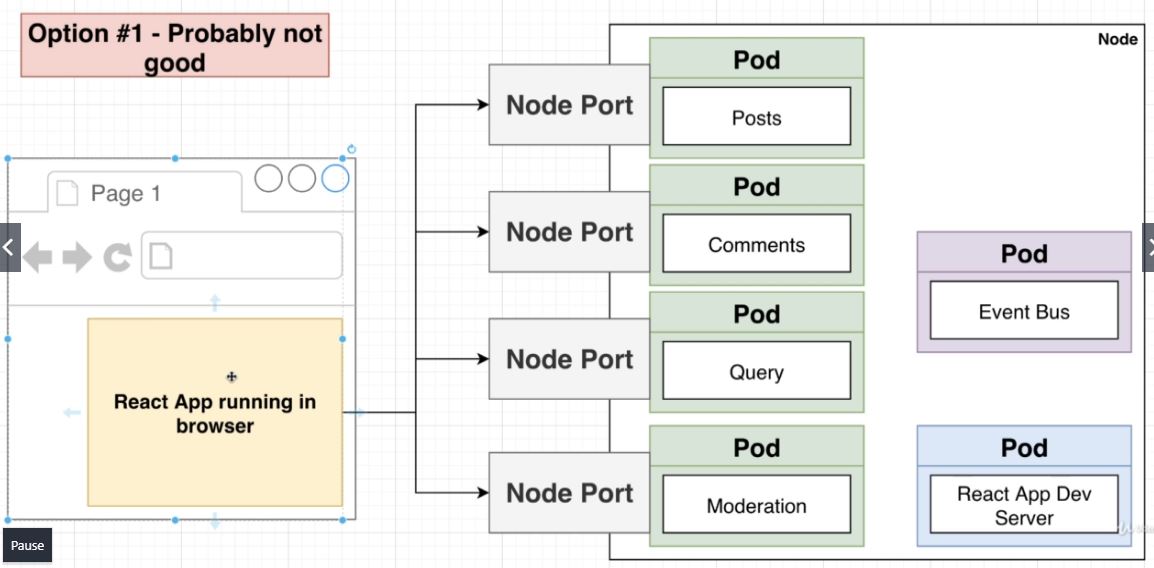 Option #1 - Probably not
good
Page 1
React App running in
browser
Pause
Node Port
Node Port
Node Port
Node Port
Node
Pod
Posts
Pod
Comments
Pod
Query
Pod
Moderation
Pod
Event Bus
Pod
React App Dev
Server